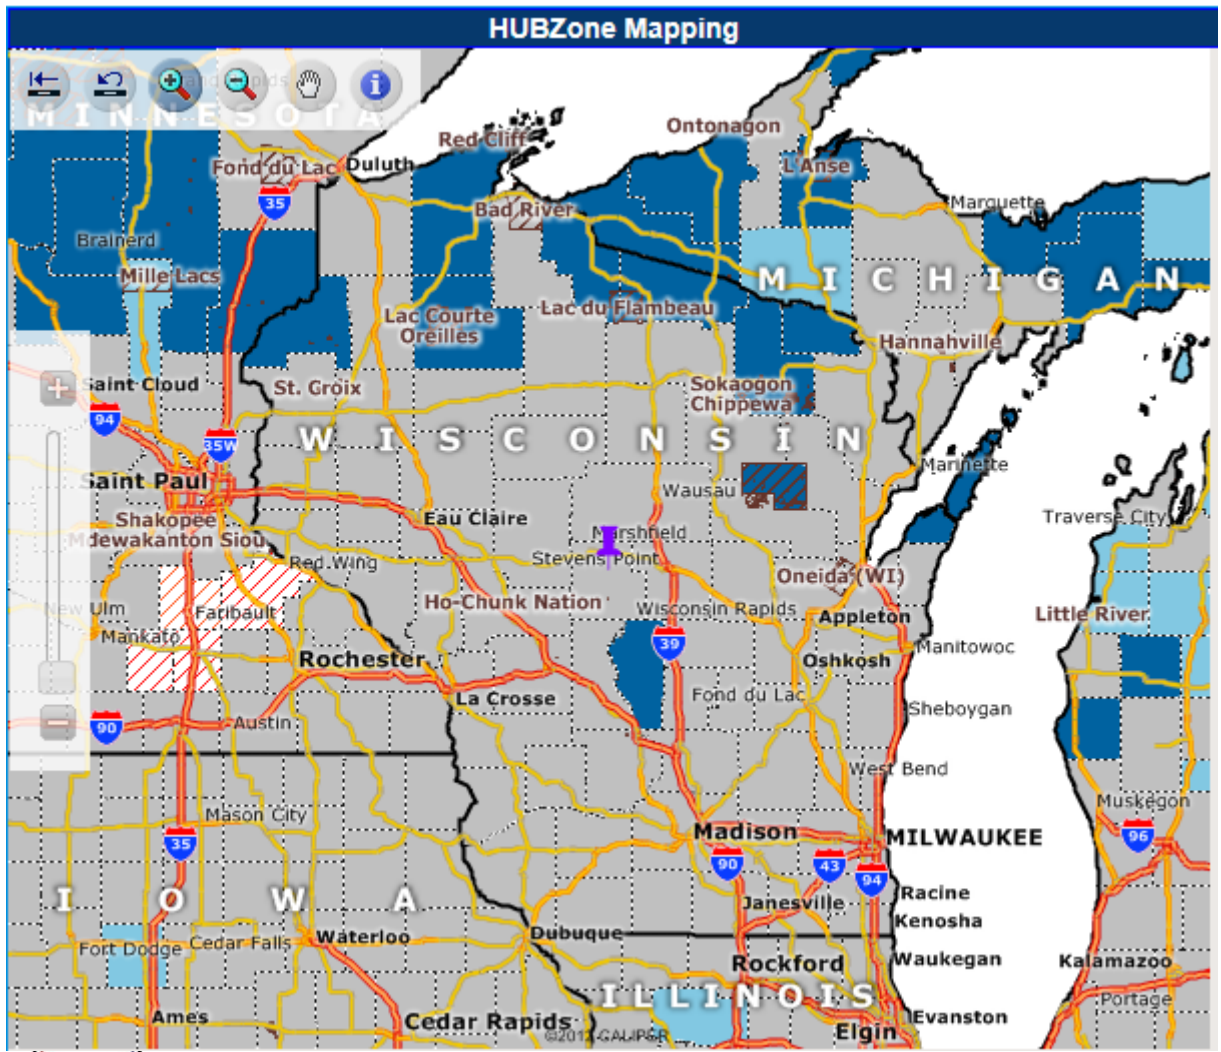 HUBZone Mapping
MINNESOTA
Ontonagon
Red Cliff
Fond du Lac
Duluth
L'Anse
35
Marquette
Bad River
Brainerd
Mille Lacs
MICHIGAN
Lac du Flambeau
Lac Courte
Oreilles
Hannahville
Saint Cloud
St. Croix
Sokaogon
Chippewa
94
35W
WISCONSIN
Marinette
Saint Paul
Wausau
Eau Claire
Traverse City
Shakopee
Mdewakanton Siou
Marshfield
Stevens Point
Red Wing
Oneida (WI)
New Ulm
Faribault
Ho-Chunk Nation
Wisconsin Rapids
Appleton
Little River
Mankato
39
Manitowoc
Rochester
Oshkosh
La Crosse
Fond du Lac
Sheboygan
90
Austin
West Bend
Mason City
Muskegon
35
Madison
MILWAUKEE
96
90
43
94
IOWA
Janesville
Racine
Kenosha
Fort Dodge
Cedar Falls
Waterloo
Dubuque
Rockford
Waukegan
Kalamazoo
ILLINOIS
Portage
Ames
Cedar Rapids
©2012 CALIPER
Elgin
Evanston